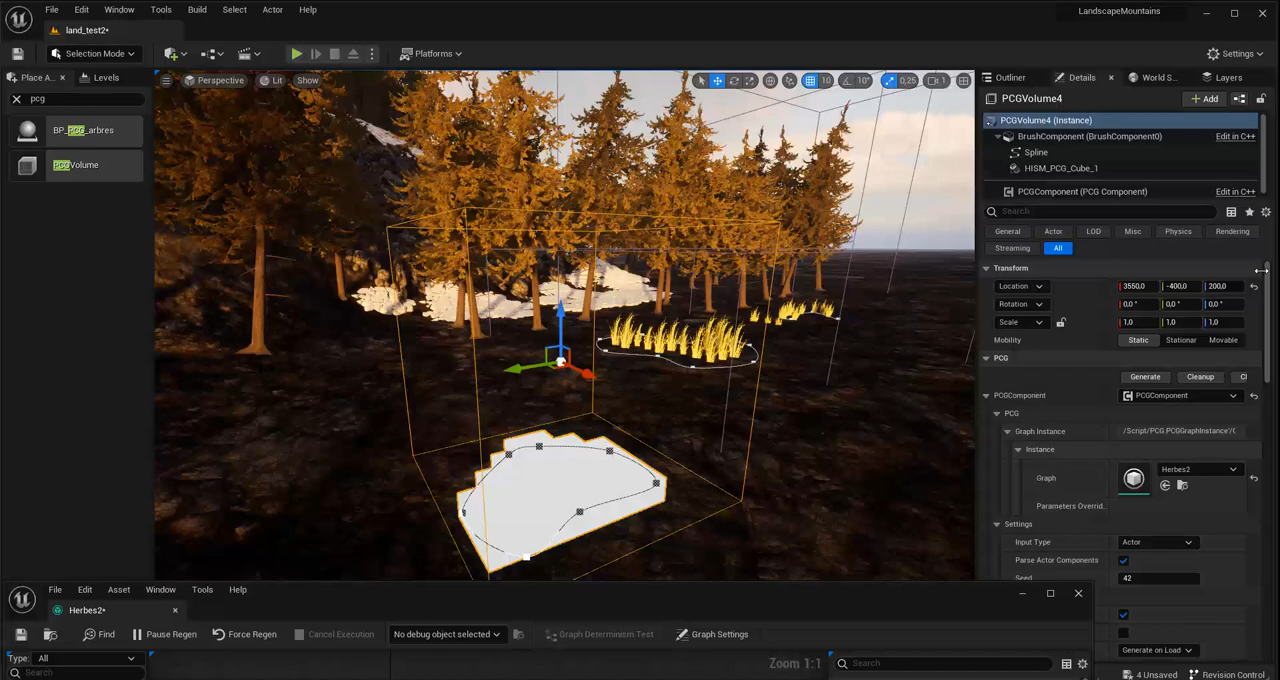 File Edit Window Tools Build Select Actor Help
LandscapeMountains
land_test2*
Selection Mode
Platforms
Settings
Place A...
Levels
pcg
BP_PCG_arbres
PCGVolume
Perspective
Lit
Show
10
10°
0,25
1
Outliner
Details
World S...
Layers
PCGVolume4
Add
PCGVolume4 (Instance)
BrushComponent (BrushComponent0)
Edit in C++
Spline
HISM_PCG_Cube_1
PCGComponent (PCG Component)
Edit in C++
Search
General
Actor
LOD
Misc
Physics
Rendering
Streaming
All
Transform
Location
3550,0
-400,0
200,0
Rotation
0,0 °
0,0 °
0,0 °
Scale
1,0
1,0
1,0
Mobility
Static
Stationar
Movable
PCG
Generate
Cleanup
Cl
PCGComponent
PCGComponent
PCG
Graph Instance
/Script/PCG.PCGGraphInstance'/(
Instance
Graph
Herbes2
Parameters Overrid..
Settings
Input Type
Actor
Parse Actor Components
Seed
42
Generate on Load
4 Unsaved
Revision Control
File Edit Asset Window Tools Help
Herbes2*
Find
Pause Regen
Force Regen
Cancel Execution
No debug object selected
Graph Determinism Test
Graph Settings
Type: All
Zoom 1:1
Search
Search